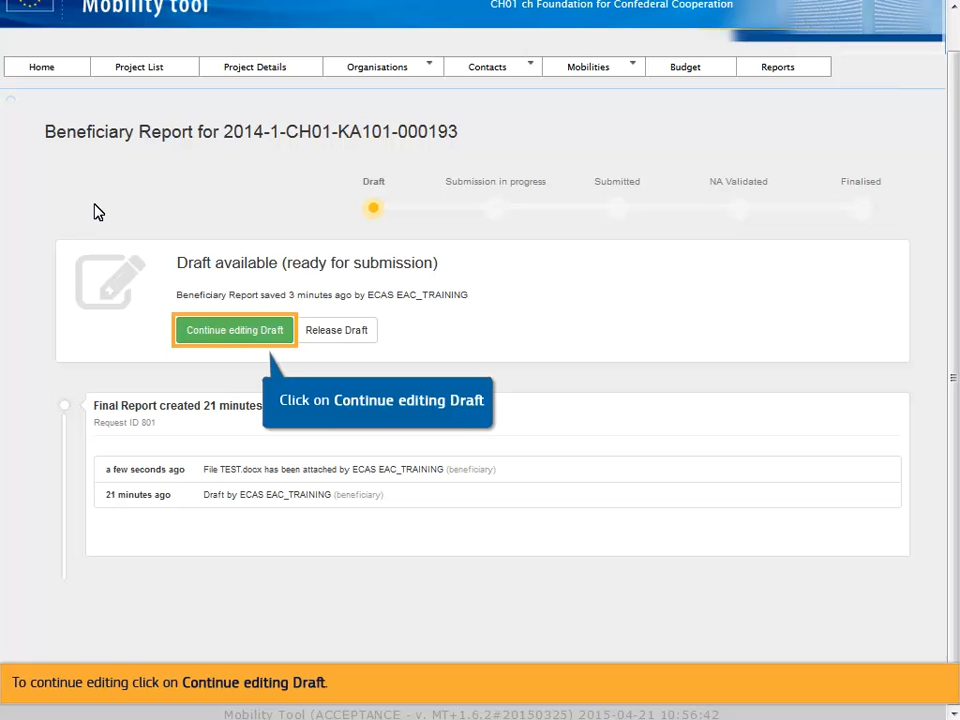 Mobility tool
CH01 ch Foundation for Confederal Cooperation
Home Project List Project Details Organisations Contacts Mobilities Budget Reports
Beneficiary Report for 2014-1-CH01-KA101-000193
Draft Submission in progress Submitted NA Validated Finalised
Draft available (ready for submission)
Beneficiary Report saved 3 minutes ago by ECAS EAC_TRAINING
Continue editing Draft Release Draft
Click on Continue editing Draft
Final Report created 21 minutes
Request ID 801
a few seconds ago File TEST.docx has been attached by ECAS EAC_TRAINING (beneficiary)
21 minutes ago Draft by ECAS EAC_TRAINING (beneficiary)
To continue editing click on Continue editing Draft.
Mobility Tool (ACCEPTANCE - v. MT+1.6.2#20150325) 2015-04-21 10:56:42